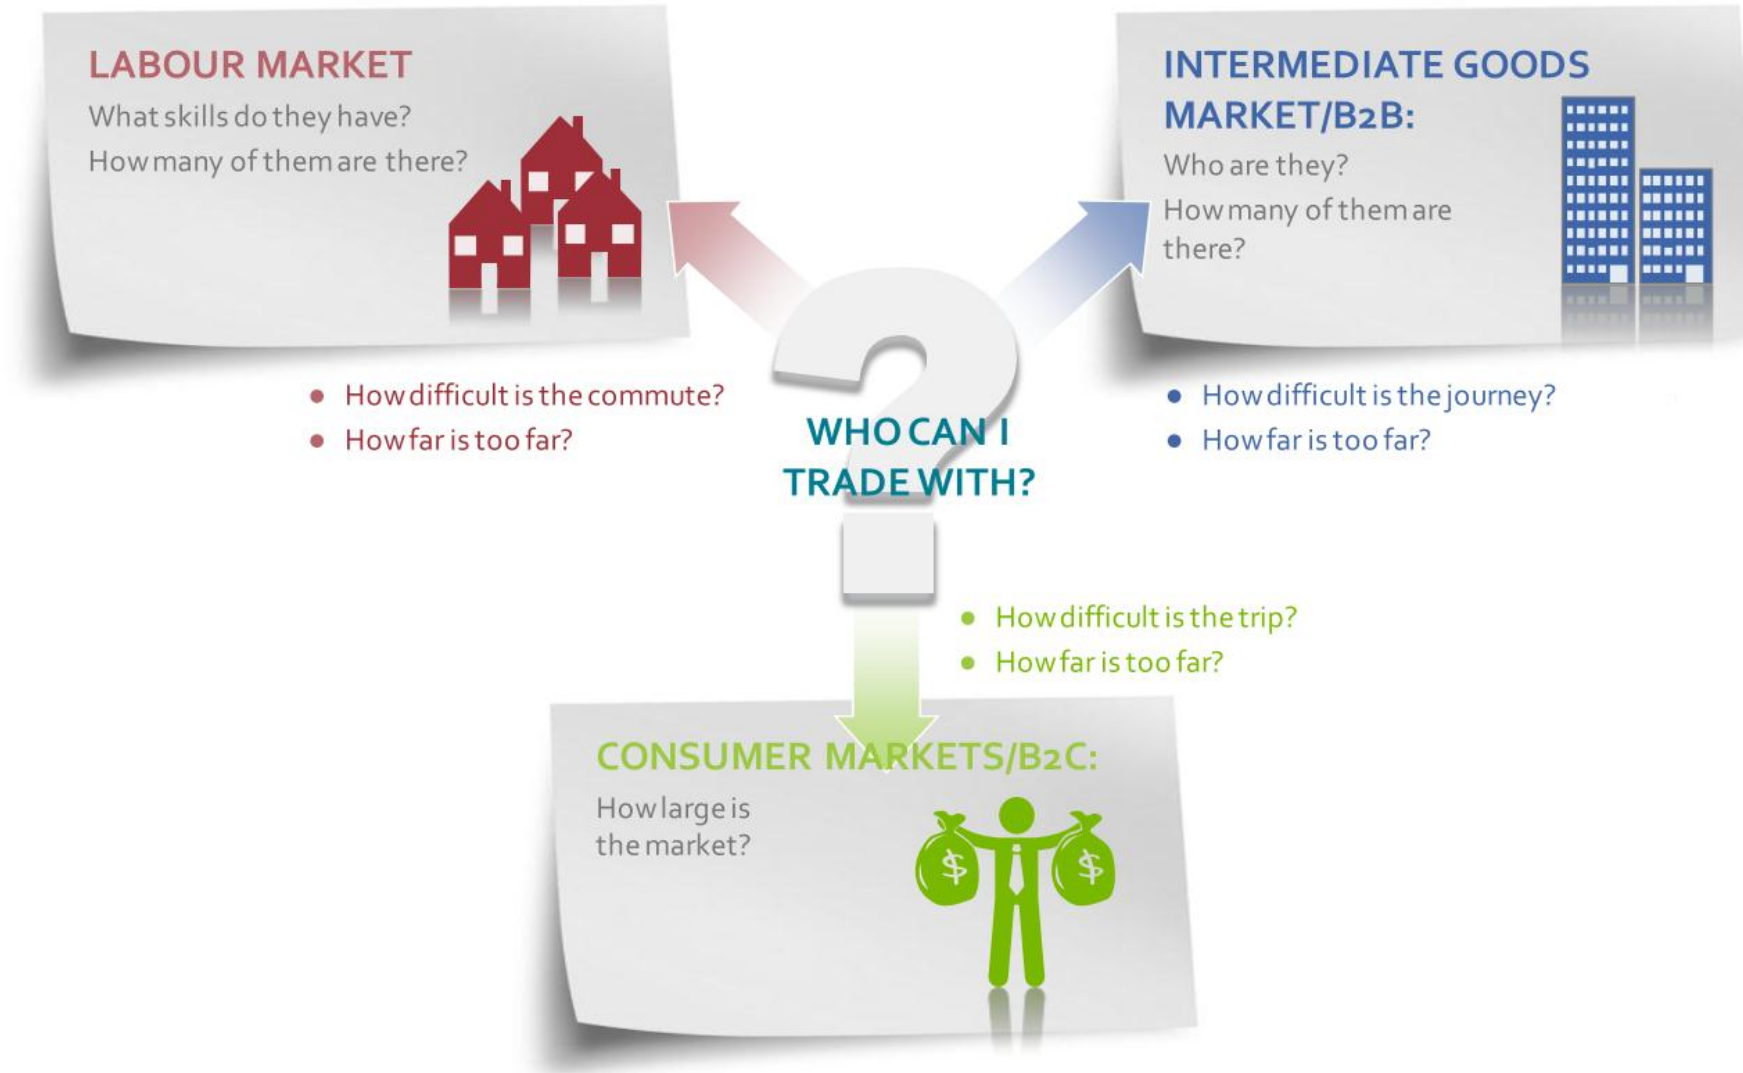 LABOUR MARKET
What skills do they have?
How many of them are there?
INTERMEDIATE GOODS
MARKET/B2B:
Who are they?
How many of them are
there?
• How difficult is the commute?
• How far is too far?
WHO CAN I
TRADE WITH?
• How difficult is the journey?
• How far is too far?
• How difficult is the trip?
• How far is too far?
CONSUMER MARKETS/B2C:
How large is
the market?
$ $